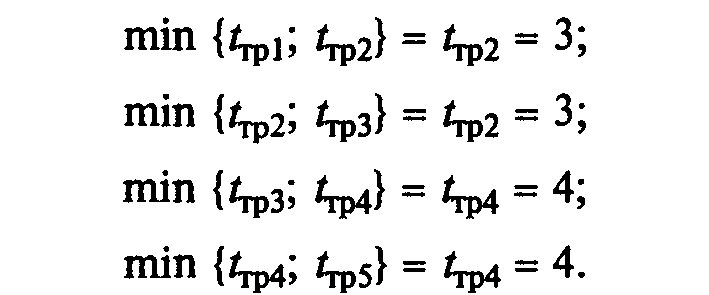 min {tтр1; tтр2} = tтр2 = 3;
min {tтр2; tтр3} = tтр2 = 3;
min {tтр3; tтр4} = tтр4 = 4;
min {tтр4; tтр5} = tтр4 = 4.